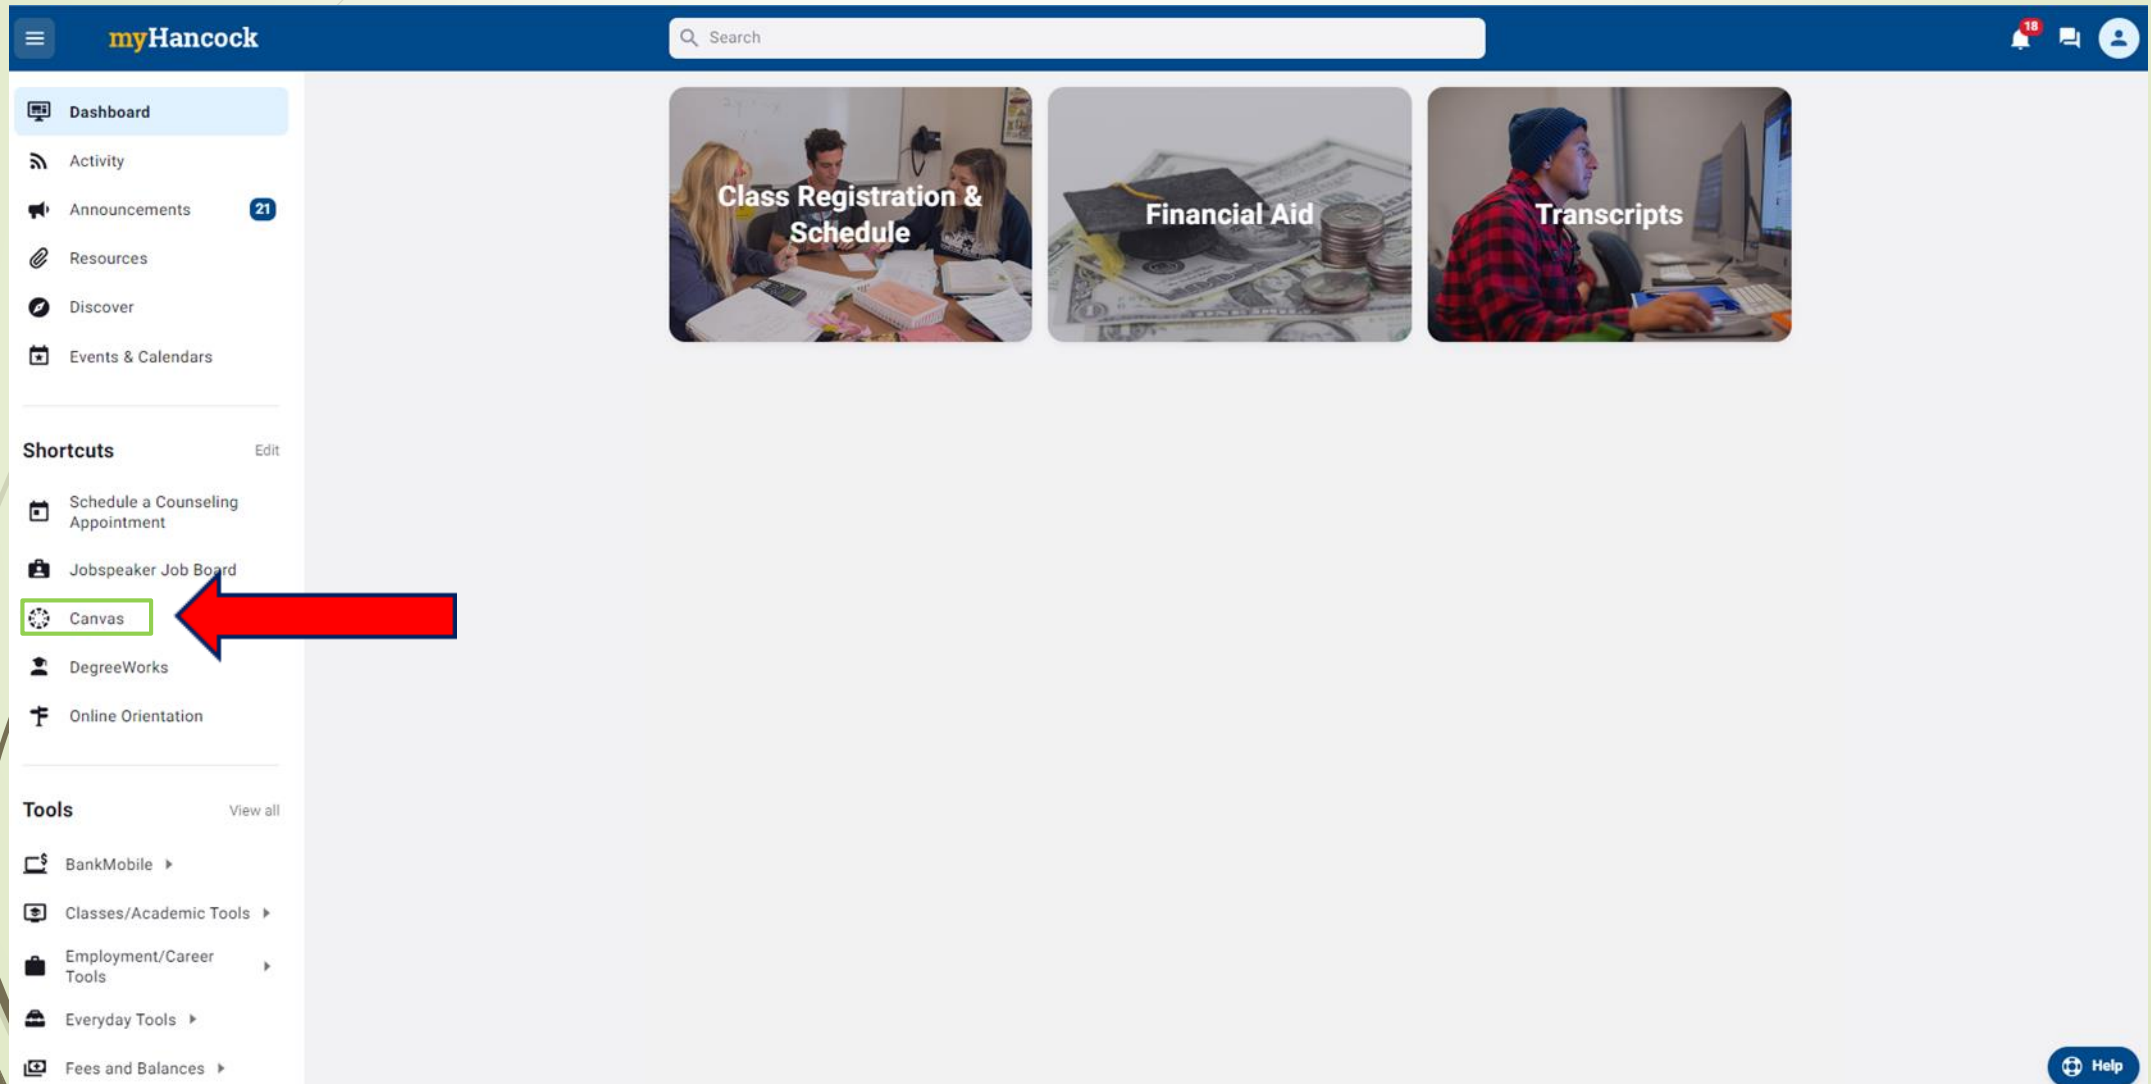 myHancock
Search
18
Dashboard
Activity
Announcements 21
Resources
Discover
Events & Calendars
Shortcuts Edit
Schedule a Counseling
Appointment
Jobspeaker Job Board
Canvas
DegreeWorks
Online Orientation
Tools View all
BankMobile
Classes/Academic Tools
Employment/Career
Tools
Everyday Tools
Fees and Balances
Class Registration &
Schedule
Financial Aid
Transcripts
Help